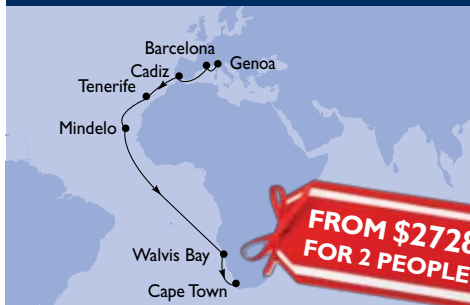 Barcelona
Genoa
Cadiz
Tenerife
Mindelo
Walvis Bay
Cape Town
FROM $2728
FOR 2 PEOPLE